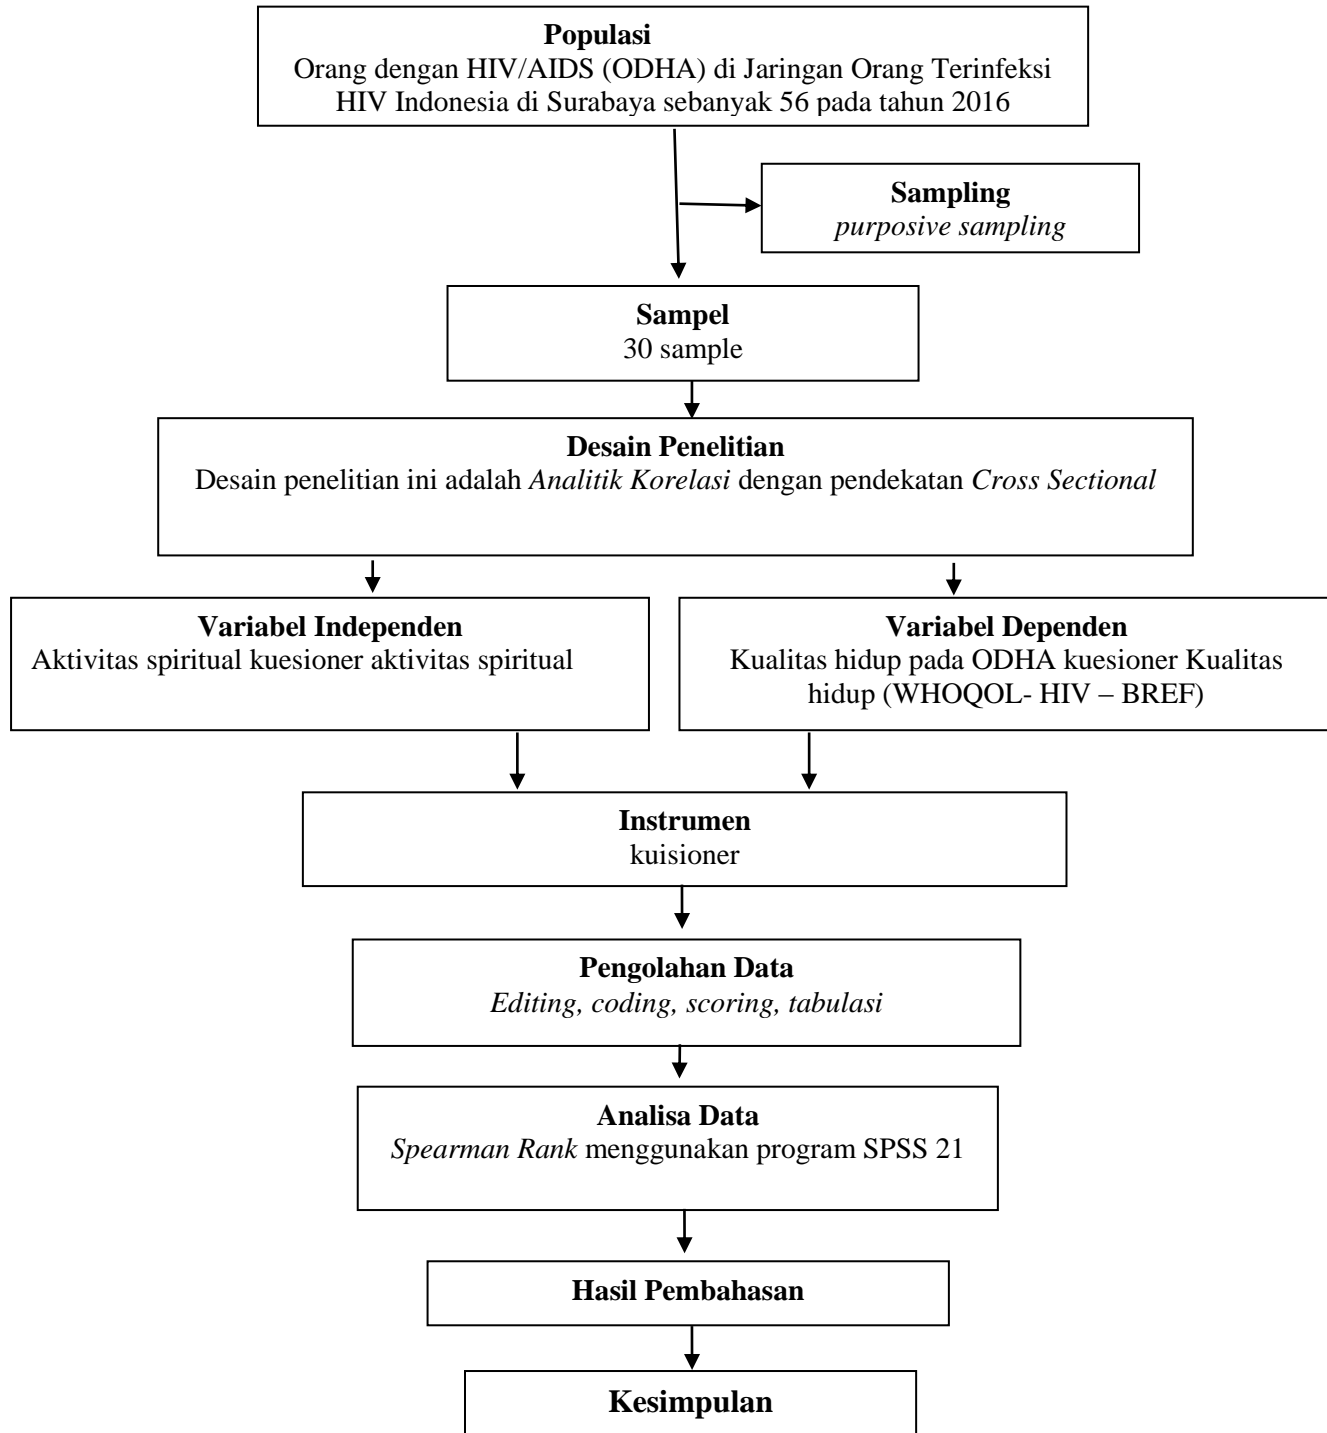 Populasi
Orang dengan HIV/AIDS (ODHA) di Jaringan Orang Terinfeksi
HIV Indonesia di Surabaya sebanyak 56 pada tahun 2016
Sampling
purposive sampling
Sampel
30 sample
Desain Penelitian
Desain penelitian ini adalah Analitik Korelasi dengan pendekatan Cross Sectional
Variabel Independen
Aktivitas spiritual kuesioner aktivitas spiritual
Variabel Dependen
Kualitas hidup pada ODHA kuesioner Kualitas
hidup (WHOQOL- HIV – BREF)
Instrumen
kuisioner
Pengolahan Data
Editing, coding, scoring, tabulasi
Analisa Data
Spearman Rank menggunakan program SPSS 21
Hasil Pembahasan
Kesimpulan